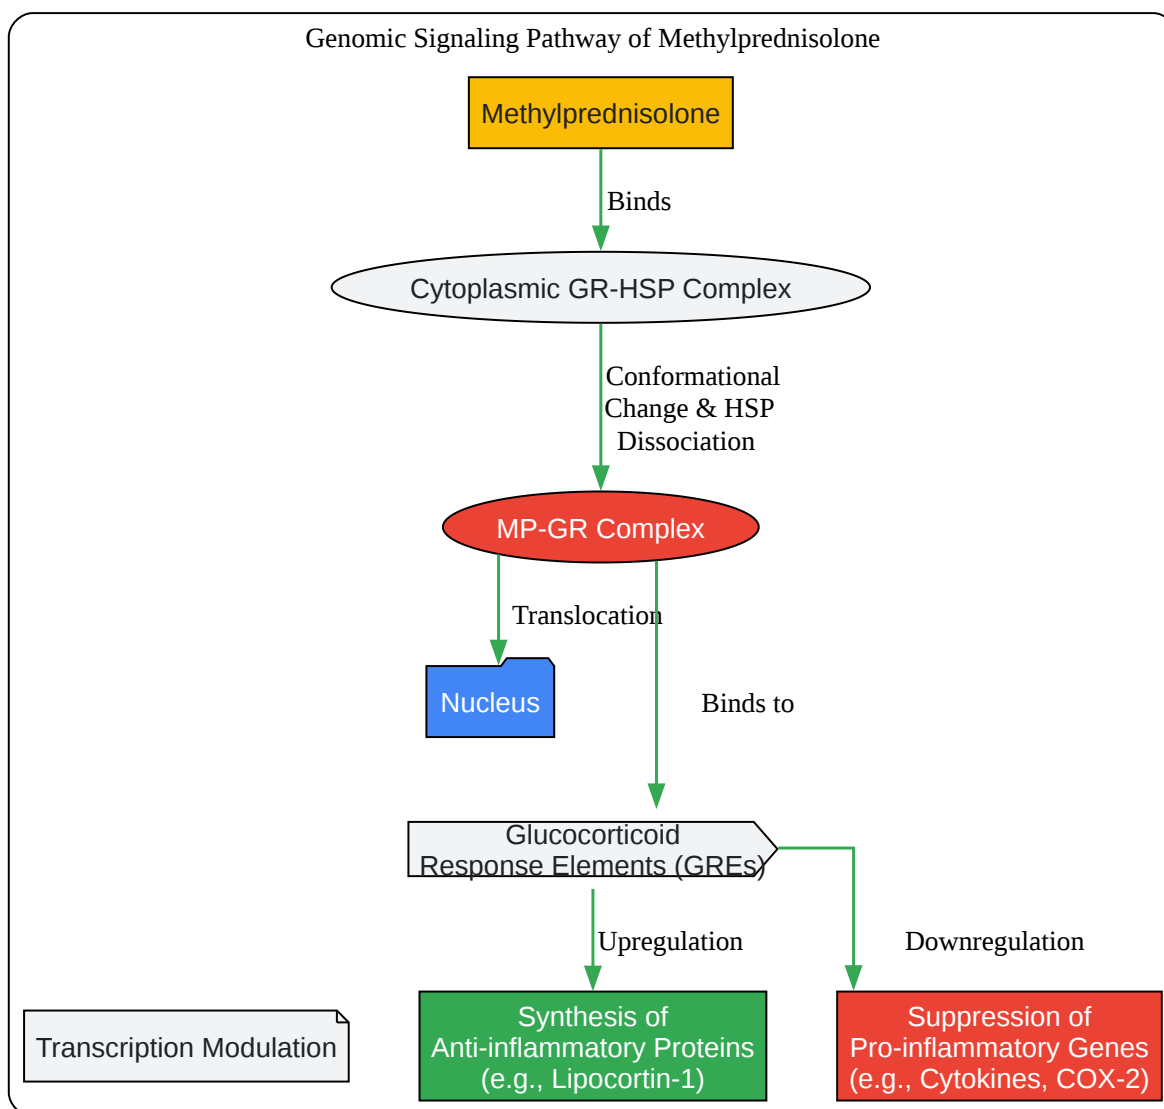 Genomic Signaling Pathway of Methylprednisolone
Methylprednisolone
Binds
Cytoplasmic GR-HSP Complex
Conformational
Change & HSP
Dissociation
MP-GR Complex
Translocation
Nucleus
Binds to
Glucocorticoid
Response Elements (GREs)
Upregulation
Downregulation
Transcription Modulation
Synthesis of
Anti-inflammatory Proteins
(e.g., Lipocortin-1)
Suppression of
Pro-inflammatory Genes
(e.g., Cytokines, COX-2)